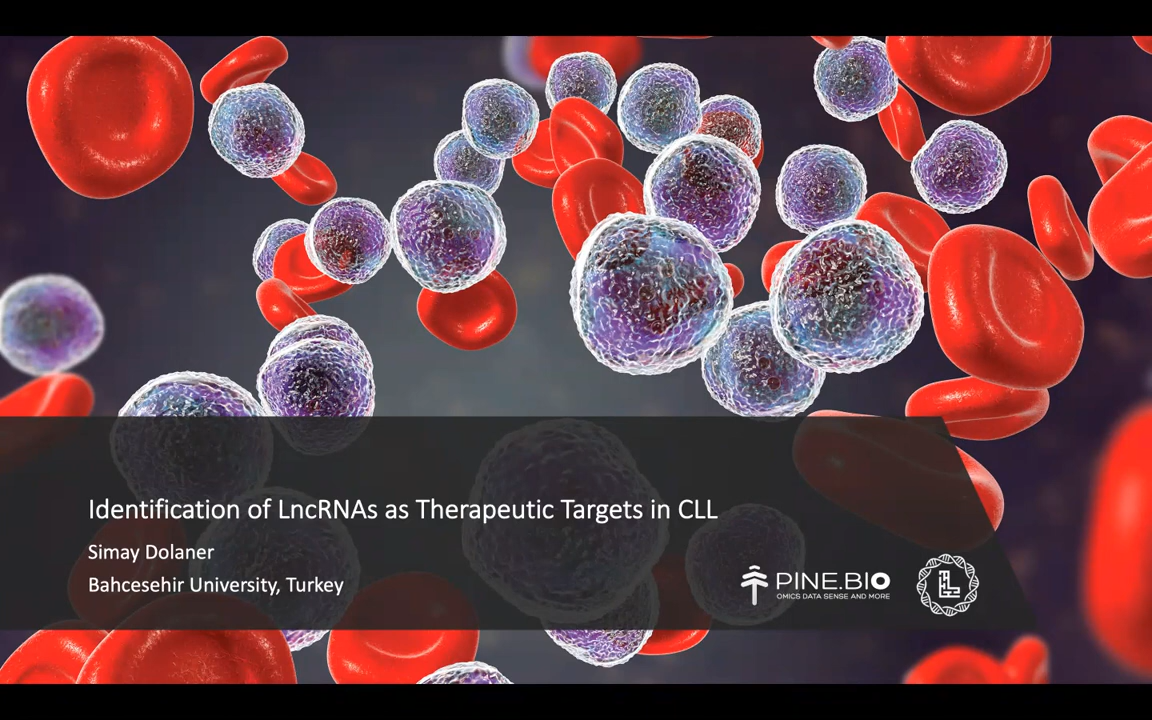 Identification of LncRNAs as Therapeutic Targets in CLL
Simay Dolaner
Bahcesehir University, Turkey
PINE.BIO
OMICS DATA SENSE AND MORE